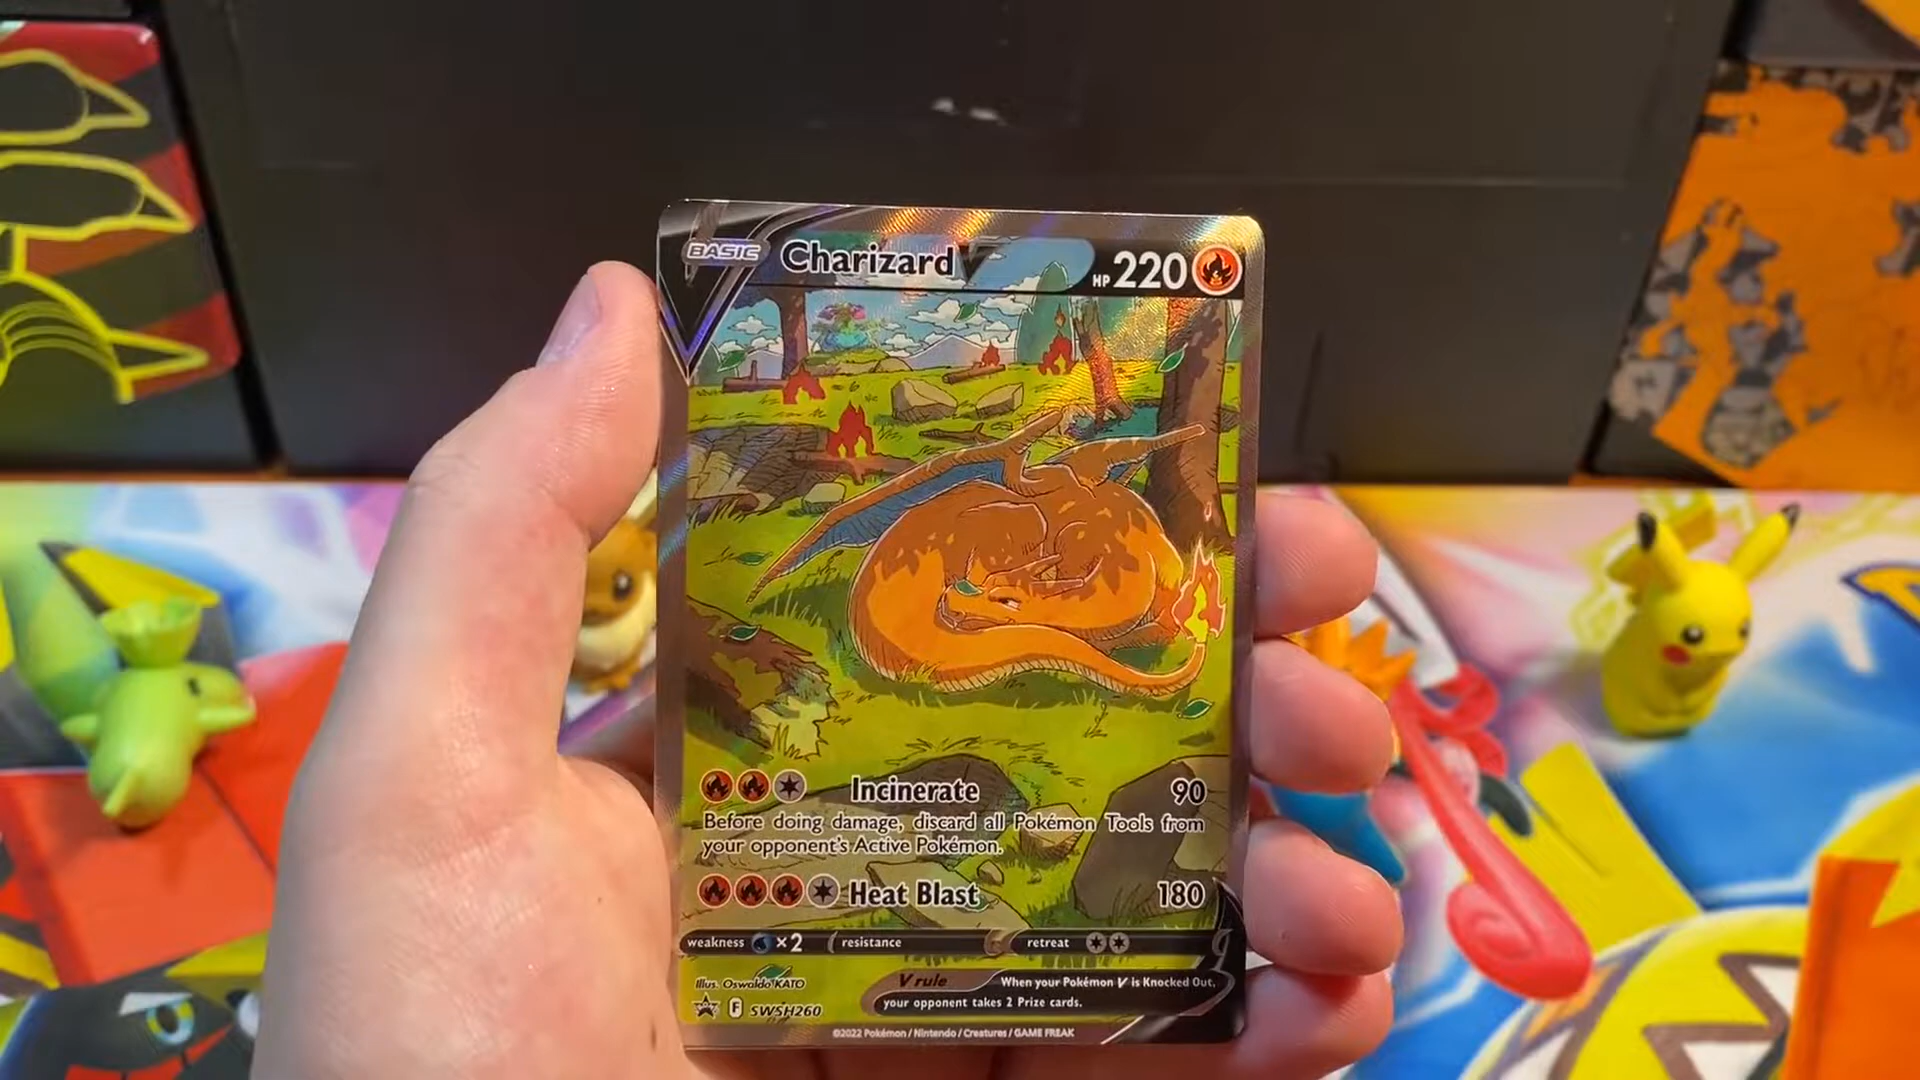 BASIC Charizard V HP 220
Incinerate 90
Before doing damage, discard all Pokémon Tools from
your opponent's Active Pokémon.
Heat Blast 180
weakness ×2 resistance retreat
Illus. Oswaldo KATO
V rule When your Pokémon V is Knocked Out,
your opponent takes 2 Prize cards.
F SWSH260
©2022 Pokémon / Nintendo / Creatures / GAME FREAK